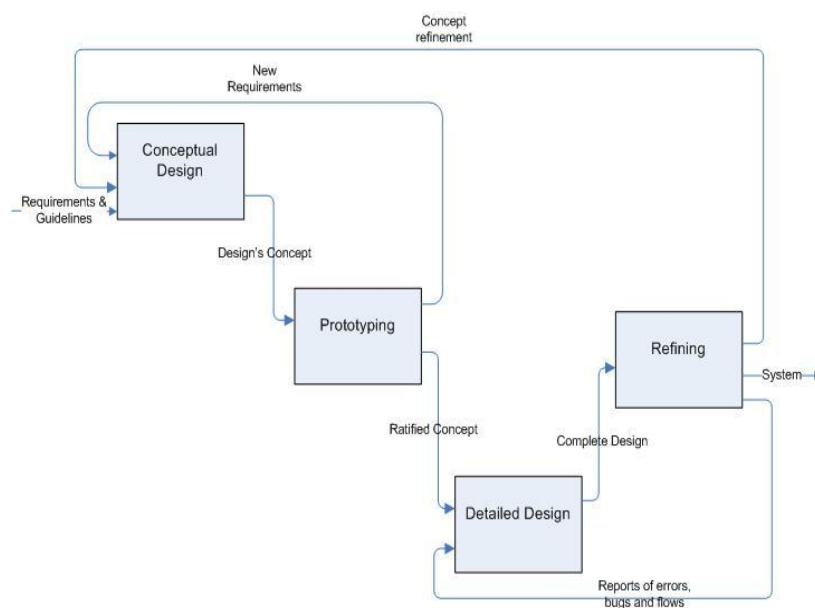 Concept
refinement
New
Requirements
Conceptual
Design
Requirements &
Guidelines
Design's Concept
Prototyping
Refining
System
Ratified Concept
Complete Design
Detailed Design
Reports of errors,
bugs and flows